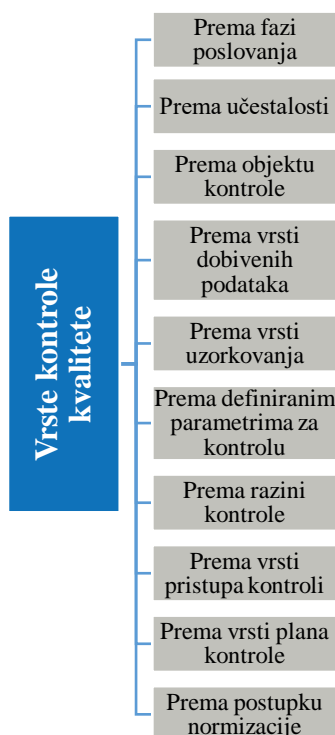 Vrste kontrole
kvalitete
Prema fazi
poslovanja
Prema učestalosti
Prema objektu
kontrole
Prema vrsti
dobivenih
podataka
Prema vrsti
uzorkovanja
Prema definiranim
parametrima za
kontrolu
Prema razini
kontrole
Prema vrsti
pristupa kontroli
Prema vrsti plana
kontrole
Prema postupku
normizacije